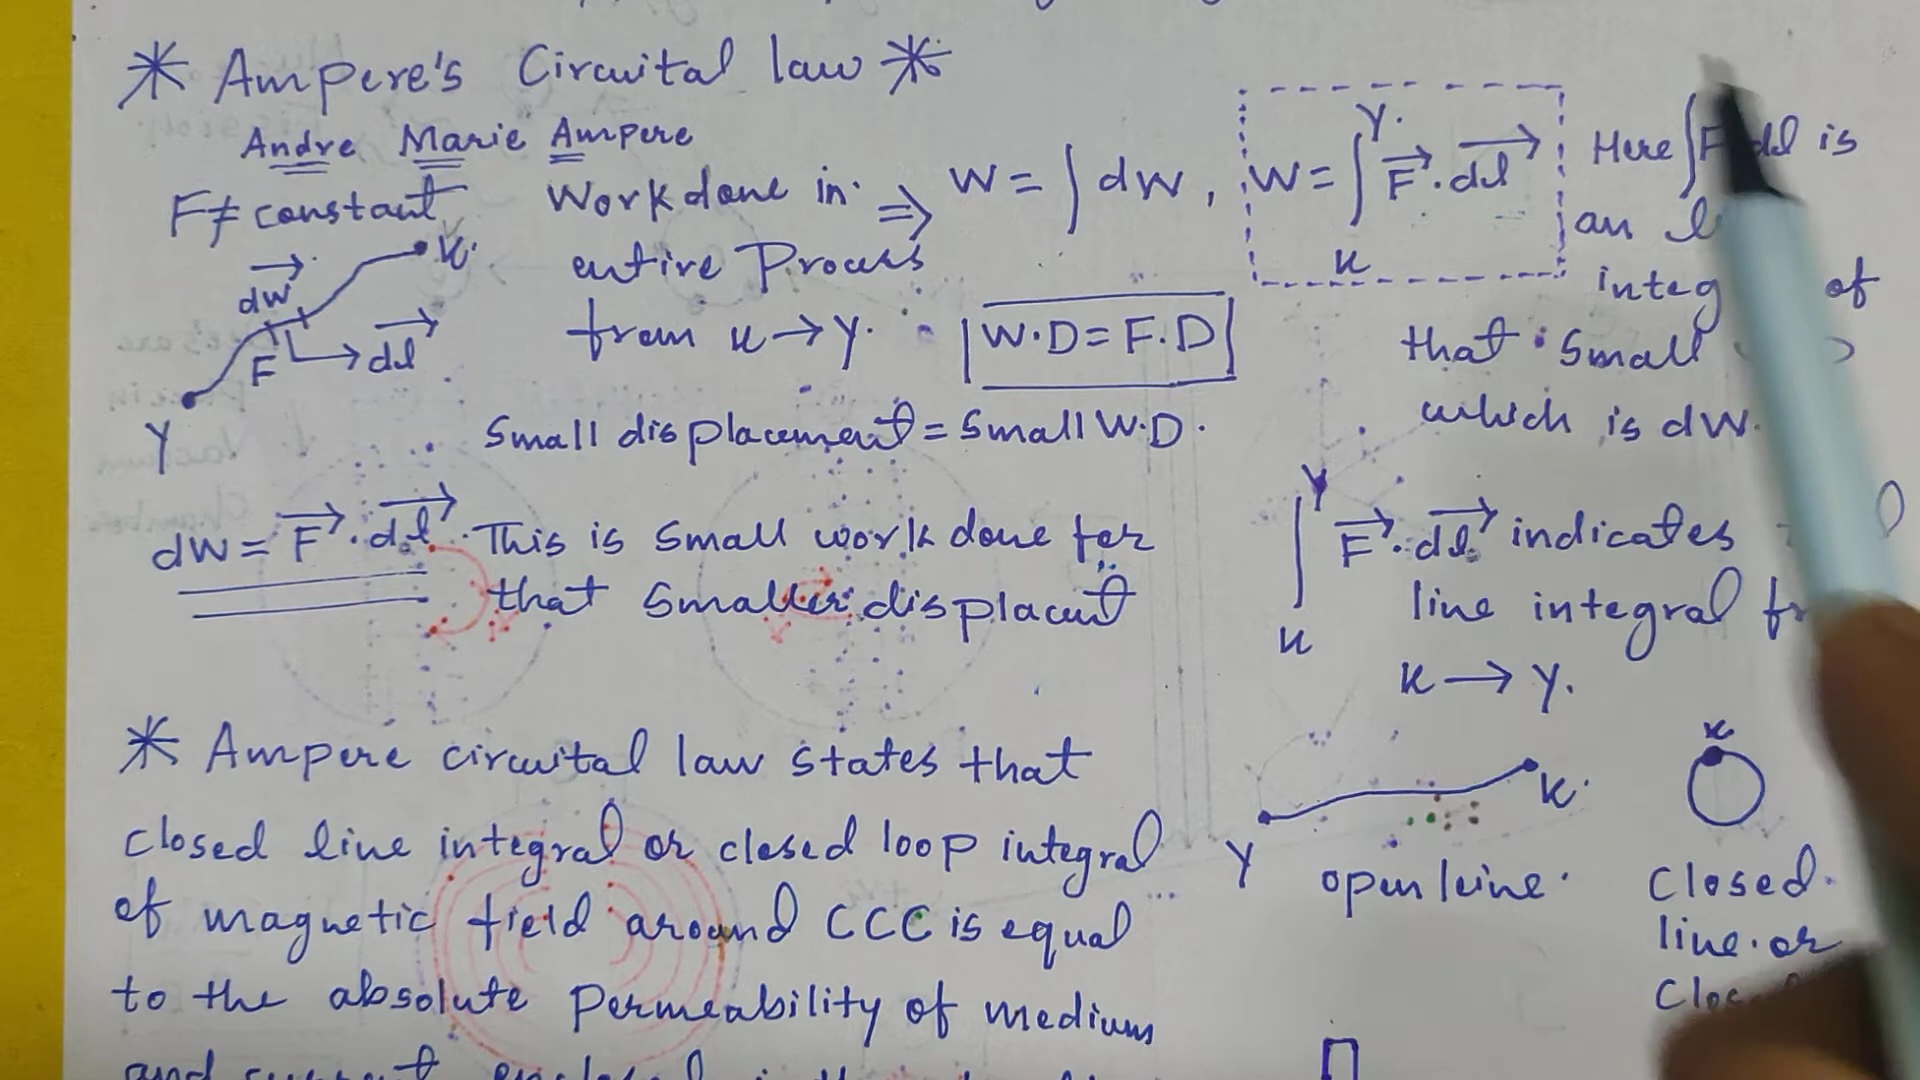 * Ampere's Circuital law *
Andre Marie Ampere
F ≠ constant
x
dW
F
dl
Y
Work done in
entire Process
from x → y.
⇒ W = ∫ dw, W = ∫ F . dl
Y
x
|W.D = F.D|
Here ∫ F dl is
an
of
that small
which is dW.
Small displacement = Small W.D.
dW = F . dl . This is small work done for
that smaller displacmt
Y
∫ F . dl indicates
x
line integral
x → y.
* Ampere circuital law states that
closed line integral or closed loop integral
of magnetic field around CCC is equal
to the absolute Permeability of medium
Y
x
open line.
x
Closed
line or